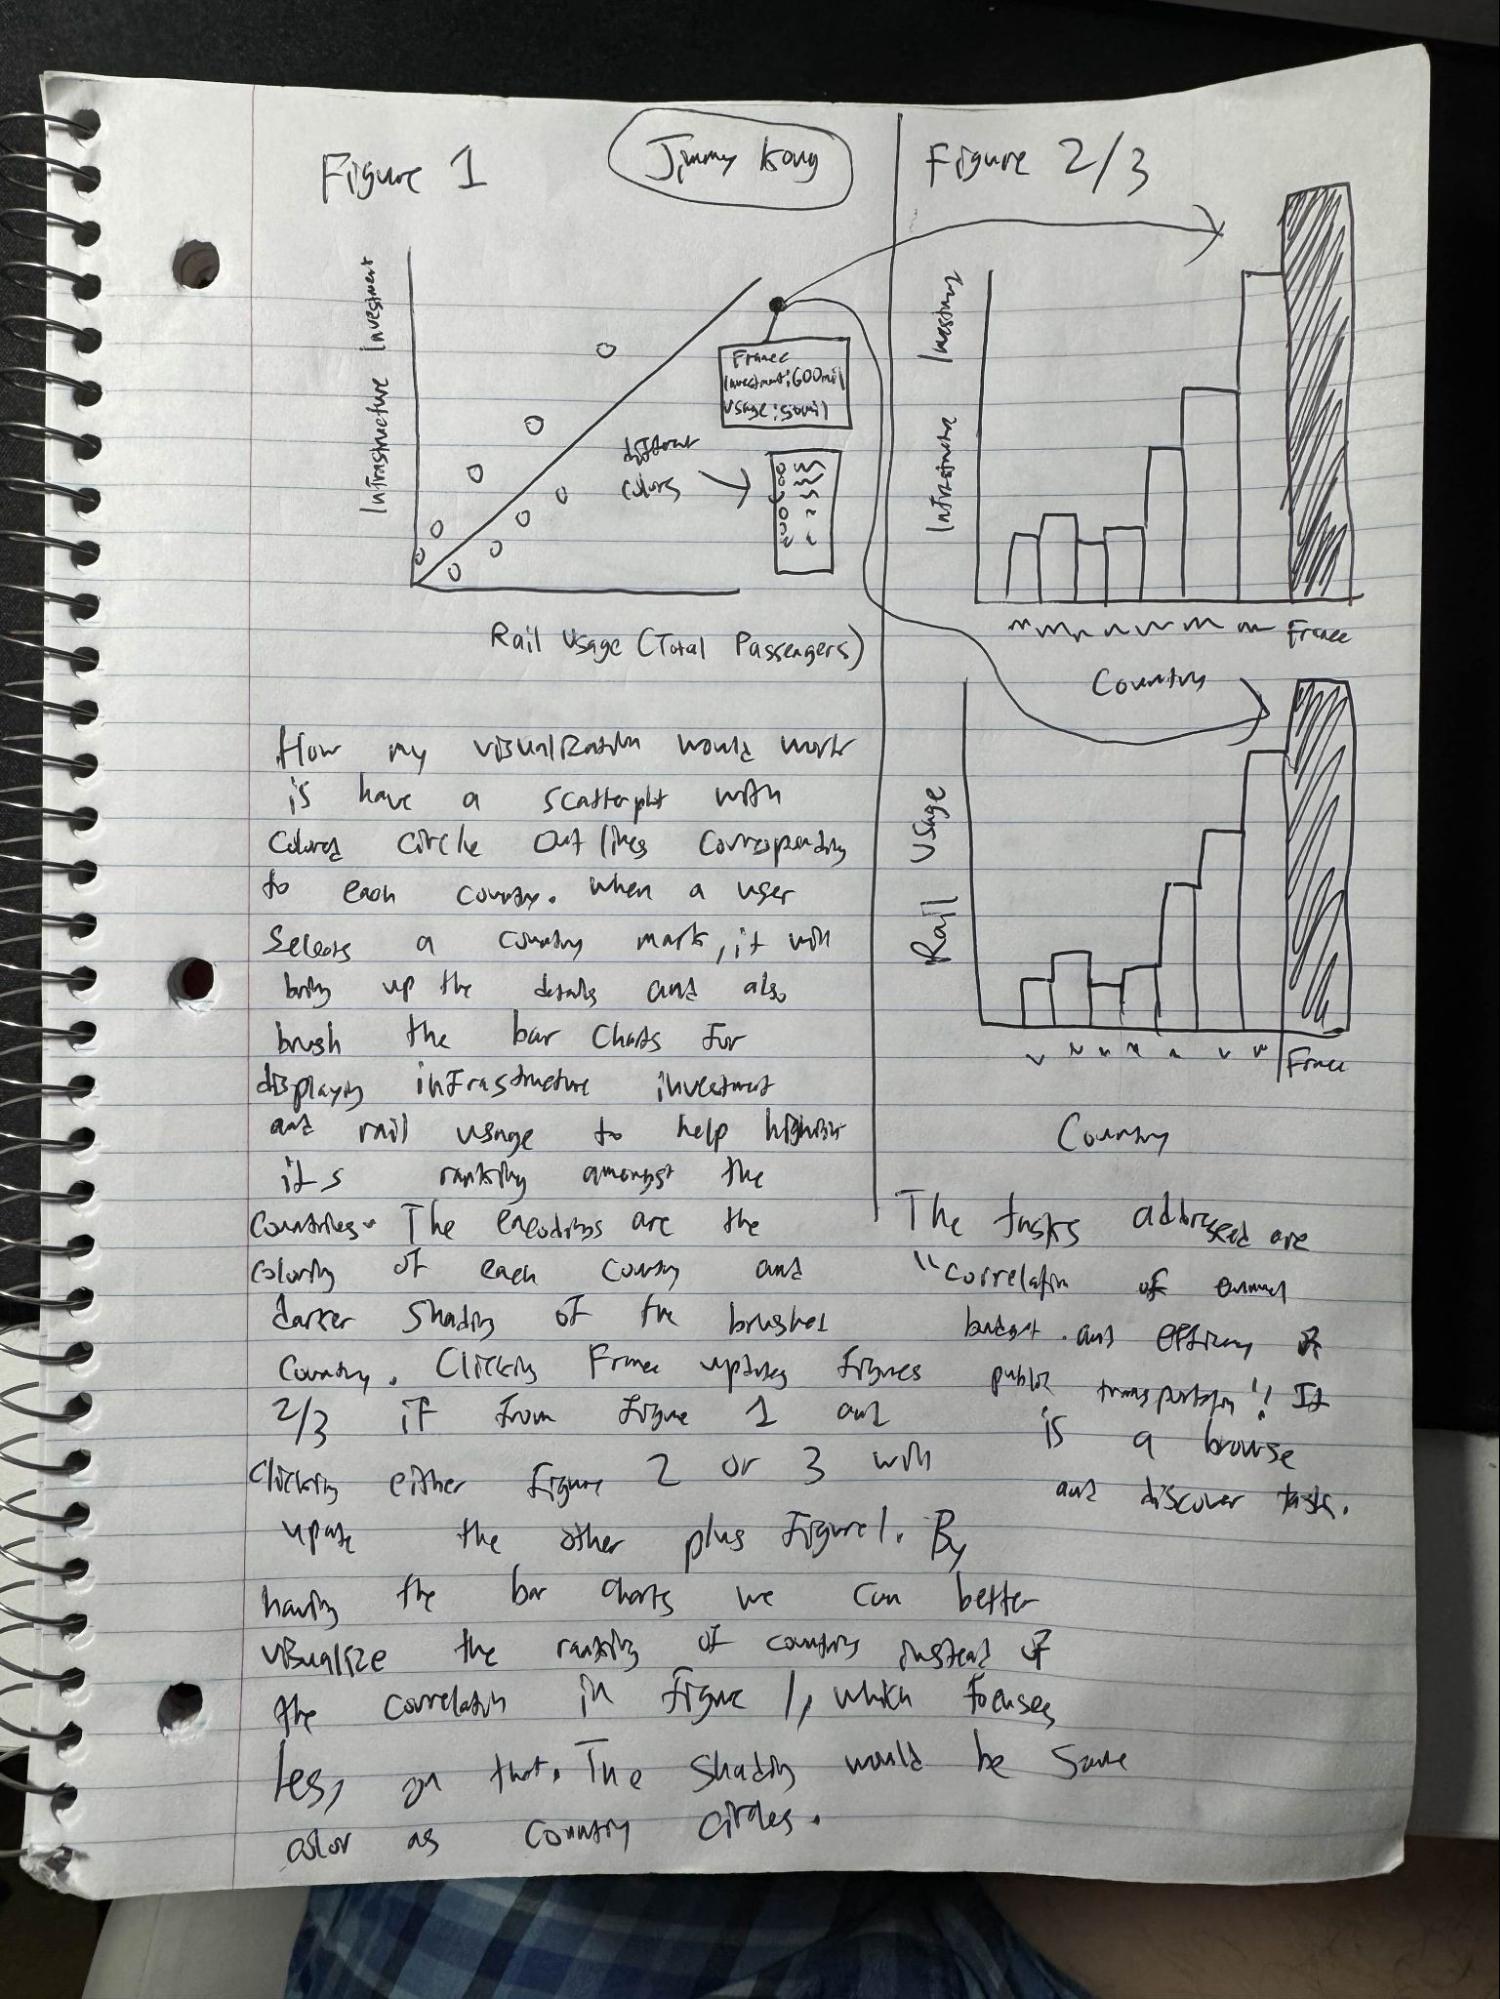 Figure 1
Jimmy Kong
Figure 2/3
Infrastructure Investment
France
Investment: 600mil
Usage: 50mil
different
colors
Rail Usage (Total Passengers)
Infrastructure Investment
France
Country
Rail Usage
France
Country
How my visualization would work
is have a scatterplot with
colored circle outlines corresponding
to each country. When a user
selects a country mark, it will
bring up the details and also
brush the bar charts for
displaying infrastructure investment
and rail usage to help highlight
it's ranking amongst the
countries. The encodings are the
coloring of each country and
darker shading of the brushed
country. Clicking France updates figures
2/3 if from figure 1 and
clicking either figure 2 or 3 will
update the other plus figure 1. By
having the bar charts we can better
visualize the ranking of country instead of
the correlation in figure 1, which focuses
less, on that. The shading would be same
color as country circles.
The tasks addressed are
"correlation of annual
budget and efficiency of
public transportation". It
is a browse
and discover task.